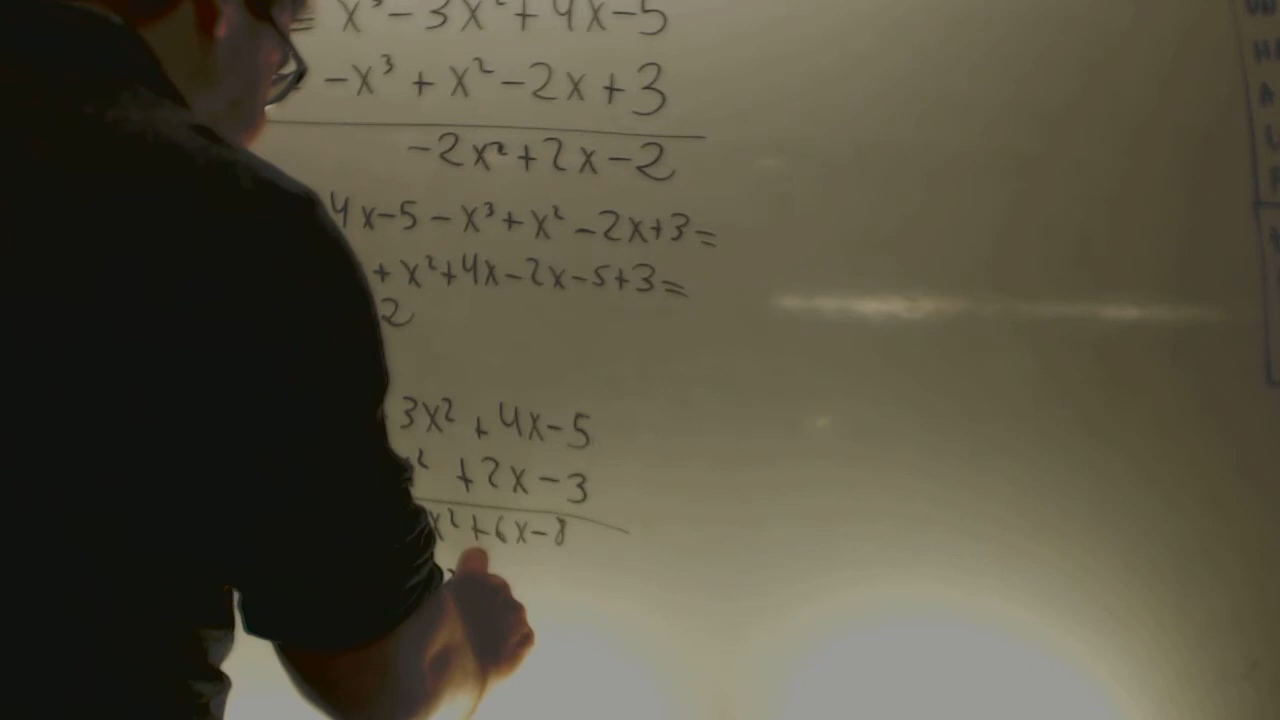 = x³-3x²+4x-5
-x³+x²-2x+3
-2x²+2x-2
4x-5-x³+x²-2x+3=
+x²+4x-2x-5+3=
2
3x²+4x-5
² +2x-3
x²+6x-8